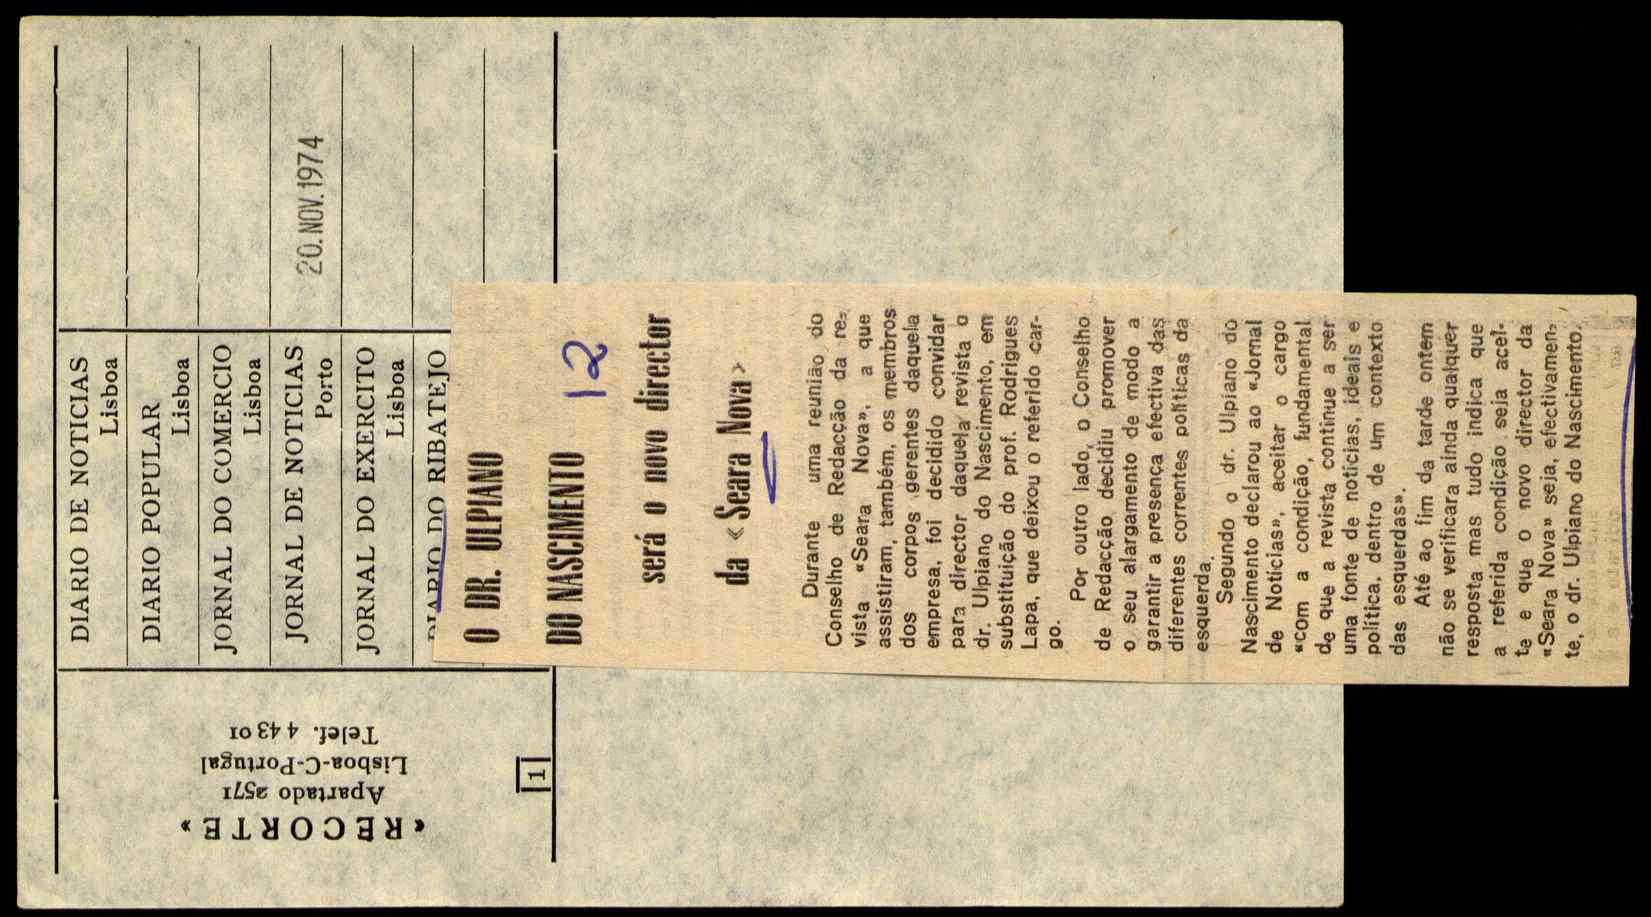 DIARIO DE NOTICIAS
Lisboa
DIARIO POPULAR
Lisboa
JORNAL DO COMERCIO
Lisboa
JORNAL DE NOTICIAS
Porto
20. NOV. 1974
JORNAL DO EXERCITO
Lisboa
DIARIO DO RIBATEJO
« RECORTE »
Apartado 2571
Lisboa-C-Portugal
Telef. 4 43 01
1
O DR. ULPIANO
DO NASCIMENTO
12
será o novo director
da «Seara Nova»
Durante uma reunião do
Conselho de Redacção da re-
vista «Seara Nova», a que
assistiram, também, os membros
dos corpos gerentes daquela
empresa, foi decidido convidar
para director daquela revista o
dr. Ulpiano do Nascimento, em
substituição do prof. Rodrigues
Lapa, que deixou o referido car-
go.
Por outro lado, o Conselho
de Redacção decidiu promover
o seu alargamento de modo a
garantir a presença efectiva das
diferentes correntes políticas da
esquerda.
Segundo o dr. Ulpiano do
Nascimento declarou ao «Jornal
de Notícias», aceitar o cargo
«com a condição, fundamental
de que a revista continue a ser
uma fonte de notícias, ideais e
política, dentro de um contexto
das esquerdas».
Até ao fim da tarde ontem
não se verificara ainda qualquer
resposta mas tudo indica que
a referida condição seja acei-
te e que o novo director da
«Seara Nova» seja, efectivamen-
te, o dr. Ulpiano do Nascimento.